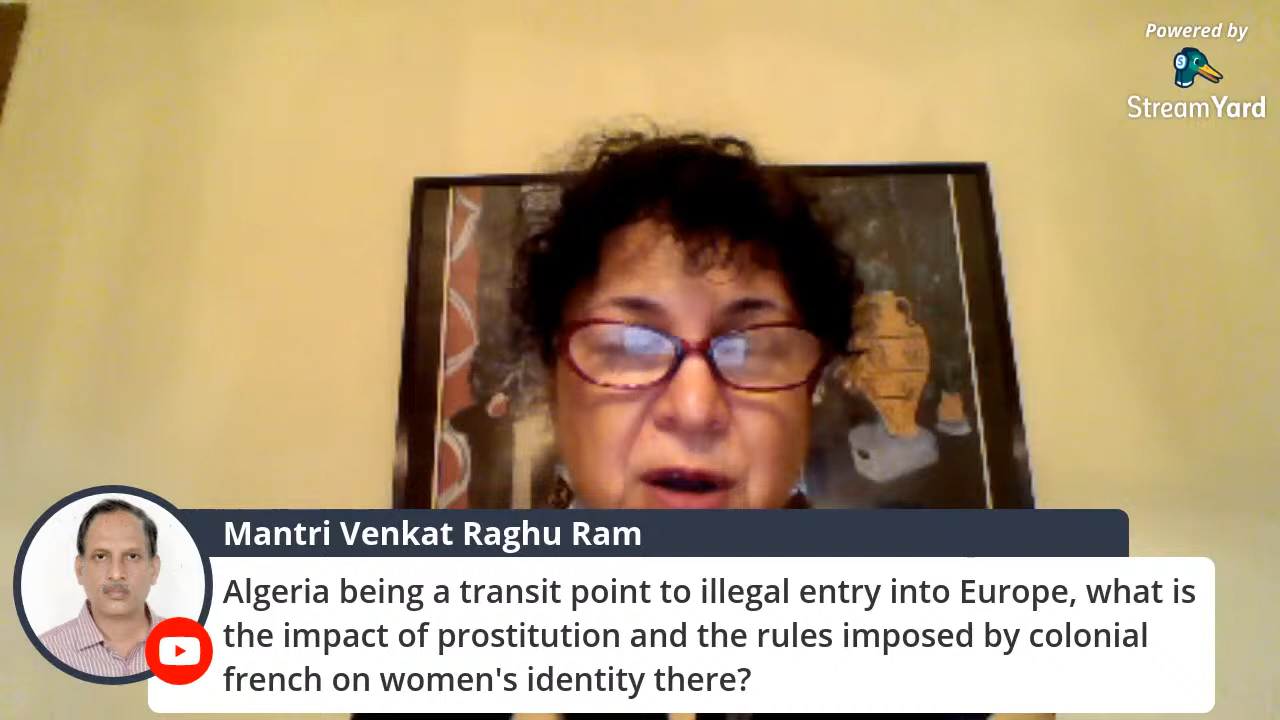 Powered by
StreamYard
Mantri Venkat Raghu Ram
Algeria being a transit point to illegal entry into Europe, what is
the impact of prostitution and the rules imposed by colonial
french on women's identity there?